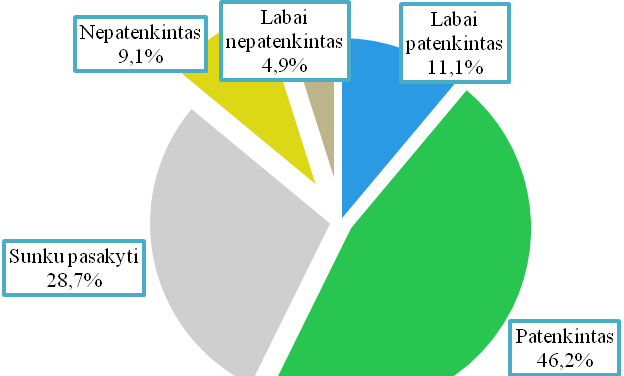 Nepatenkintas
9,1%
Labai
nepatenkintas
4,9%
Labai
patenkintas
11,1%
Sunku pasakyti
28,7%
Patenkintas
46,2%